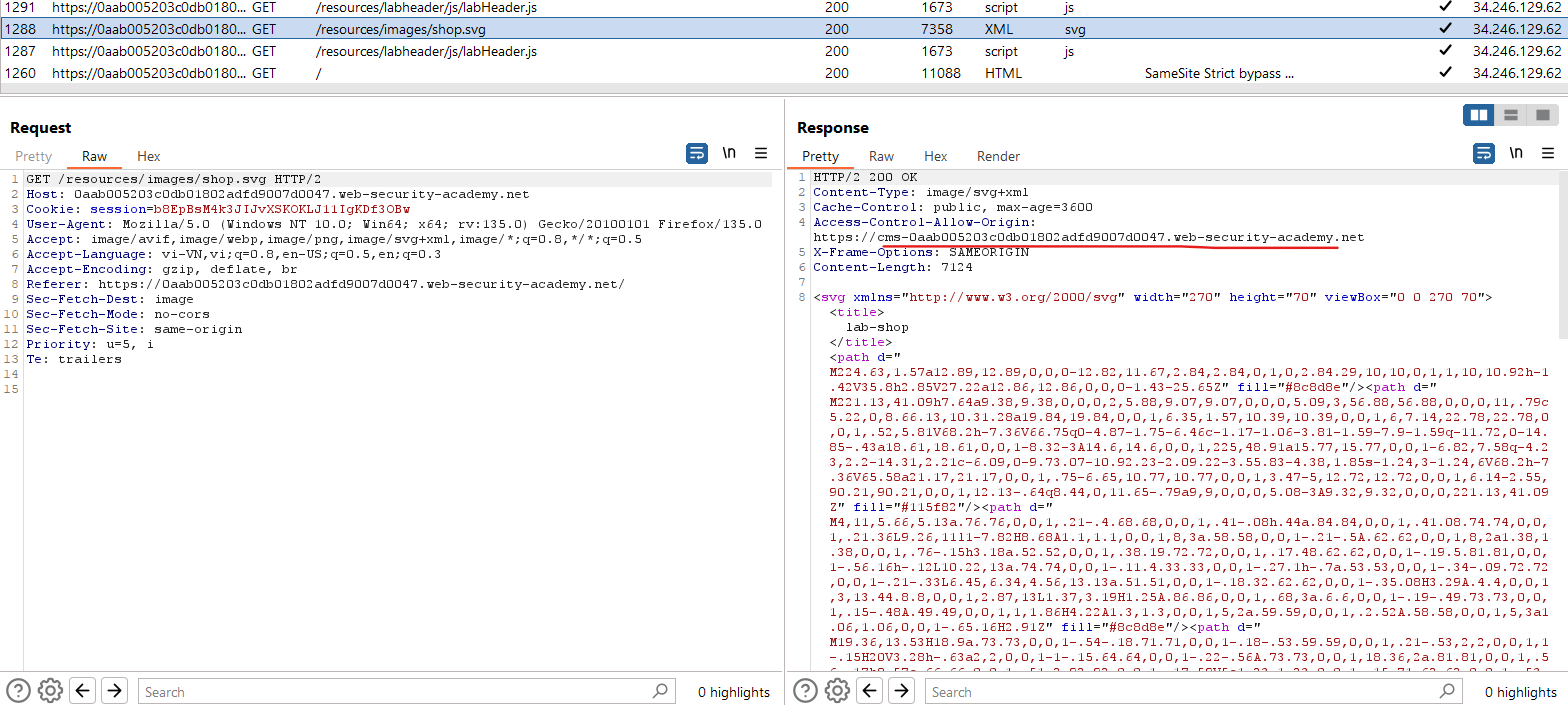 1291 https://0aab005203c0db0180... GET /resources/labheader/js/labHeader.js 200 1673 script js 34.246.129.62
1288 https://0aab005203c0db0180... GET /resources/images/shop.svg 200 7358 XML svg 34.246.129.62
1287 https://0aab005203c0db0180... GET /resources/labheader/js/labHeader.js 200 1673 script js 34.246.129.62
1260 https://0aab005203c0db0180... GET / 200 11088 HTML SameSite Strict bypass ... 34.246.129.62
Request
Pretty Raw Hex
\n
1 GET /resources/images/shop.svg HTTP/2
2 Host: 0aab005203c0db01802adfd9007d0047.web-security-academy.net
3 Cookie: session=b8EpBsM4k3JIJvXSKOKLJ11IgKDf3OBw
4 User-Agent: Mozilla/5.0 (Windows NT 10.0; Win64; x64; rv:135.0) Gecko/20100101 Firefox/135.0
5 Accept: image/avif,image/webp,image/png,image/svg+xml,image/*;q=0.8,*/*;q=0.5
6 Accept-Language: vi-VN,vi;q=0.8,en-US;q=0.5,en;q=0.3
7 Accept-Encoding: gzip, deflate, br
8 Referer: https://0aab005203c0db01802adfd9007d0047.web-security-academy.net/
9 Sec-Fetch-Dest: image
10 Sec-Fetch-Mode: no-cors
11 Sec-Fetch-Site: same-origin
12 Priority: u=5, i
13 Te: trailers
14
15
Search 0 highlights
Response
Pretty Raw Hex Render
\n
1 HTTP/2 200 OK
2 Content-Type: image/svg+xml
3 Cache-Control: public, max-age=3600
4 Access-Control-Allow-Origin:
https://cms-0aab005203c0db01802adfd9007d0047.web-security-academy.net
5 X-Frame-Options: SAMEORIGIN
6 Content-Length: 7124
7
8 <svg xmlns="http://www.w3.org/2000/svg" width="270" height="70" viewBox="0 0 270 70">
<title>
lab-shop
</title>
<path d="
M224.63,1.57a12.89,12.89,0,0,0-12.82,11.67,2.84,2.84,0,1,0,2.84.29,10,10,0,1,1,10,10.92h-1
.42V35.8h2.85V27.22a12.86,12.86,0,0,0-1.43-25.65Z" fill="#8c8d8e"/><path d="
M221.13,41.09h7.64a9.38,9.38,0,0,0,2,5.88,9.07,9.07,0,0,0,5.09,3,56.88,56.88,0,0,0,11,.79c
5.22,0,8.66.13,10.31.28a19.84,19.84,0,0,1,6.35,1.57,10.39,10.39,0,0,1,6,7.14,22.78,22.78,0
,0,1,.52,5.81V68.2h-7.36V66.75q0-4.87-1.75-6.46c-1.17-1.06-3.81-1.59-7.9-1.59q-11.72,0-14.
85-.43a18.61,18.61,0,0,1-8.32-3A14.6,14.6,0,0,1,225,48.91a15.77,15.77,0,0,1-6.82,7.58q-4.2
3,2.2-14.31,2.21c-6.09,0-9.73.07-10.92.23-2.09.22-3.55.83-4.38,1.85s-1.24,3-1.24,6V68.2h-7
.36V65.58a21.17,21.17,0,0,1,.75-6.65,10.77,10.77,0,0,1,3.47-5,12.72,12.72,0,0,1,6.14-2.55,
90.21,90.21,0,0,1,12.13-.64q8.44,0,11.65-.79a9,9,0,0,0,5.08-3A9.32,9.32,0,0,0,221.13,41.09
Z" fill="#115f82"/><path d="
M4,11,5.66,5.13a.76.76,0,0,1,.21-.4.68.68,0,0,1,.41-.08h.44a.84.84,0,0,1,.41.08.74.74,0,0,
1,.21.36L9.26,11l1-7.82H8.68A1.1,1.1,0,0,1,8,3a.58.58,0,0,1-.21-.5A.62.62,0,0,1,8,2a1.38,1
.38,0,0,1,.76-.15h3.18a.52.52,0,0,1,.38.19.72.72,0,0,1,.17.48.62.62,0,0,1-.19.5.81.81,0,0,
1-.56.16h-.12L10.22,13a.74.74,0,0,1-.11.4.33.33,0,0,1-.27.1h-.7a.53.53,0,0,1-.34-.09.72.72
,0,0,1-.21-.33L6.45,6.34,4.56,13.13a.51.51,0,0,1-.18.32.62.62,0,0,1-.35.08H3.29A.4.4,0,0,1
,3,13.44.8.8,0,0,1,2.87,13L1.37,3.19H1.25A.86.86,0,0,1,.68,3a.6.6,0,0,1-.19-.49.73.73,0,0,
1,.15-.48A.49.49,0,0,1,1,1.86H4.22A1.3,1.3,0,0,1,5,2a.59.59,0,0,1,.2.52A.58.58,0,0,1,5,3a1
.06,1.06,0,0,1-.65.16H2.91Z" fill="#8c8d8e"/><path d="
M19.36,13.53H18.9a.73.73,0,0,1-.54-.18.71.71,0,0,1-.18-.53.59.59,0,0,1,.21-.53,2,2,0,0,1,1
-.15H20V3.28h-.63a2,2,0,0,1-1-.15.64.64,0,0,1-.22-.56A.73.73,0,0,1,18.36,2a.81.81,0,0,1,.5
Search 0 highlights